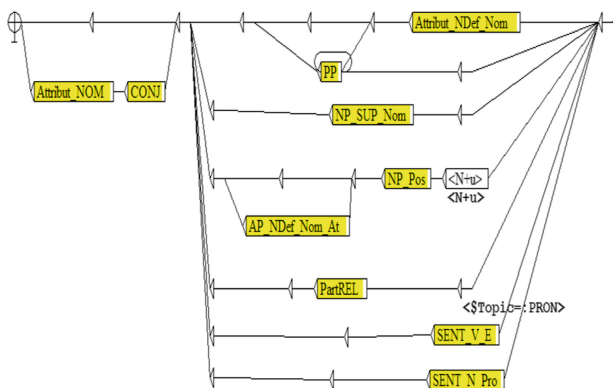 Attribut_NDef_Nom
PP
Attribut_NOM CONJ
NP_SUP_Nom
NP_Pos <N+u>
<N+u>
AP_NDef_Nom_At
PartREL
<$Topic=:PRON>
SENT_V_E
SENT_N_Pro